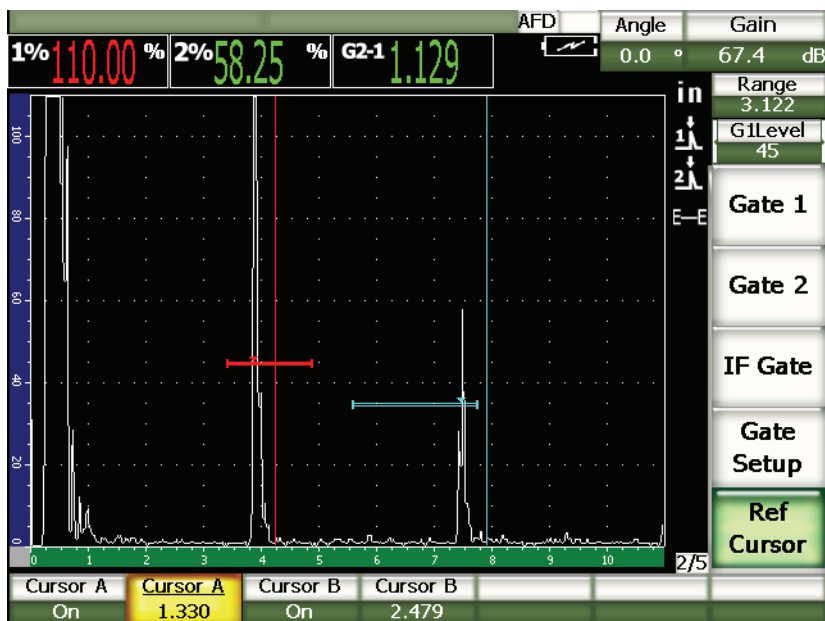 AFD
Angle
Gain
0.0 °
67.4 dB
1% 110.00 %
2% 58.25 %
G2-1 1.129
in
Range
3.122
G1Level
45
1
2
E—E
Gate 1
Gate 2
IF Gate
Gate
Setup
Ref
Cursor
100
80
60
40
20
0
0 1 2 3 4 5 6 7 8 9 10
2/5
Cursor A
On
Cursor A
1.330
Cursor B
On
Cursor B
2.479